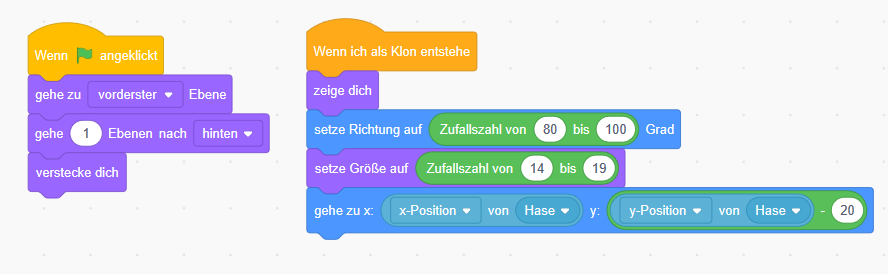 Wenn angeklickt
gehe zu vorderster Ebene
gehe 1 Ebenen nach hinten
verstecke dich
Wenn ich als Klon entstehe
zeige dich
setze Richtung auf Zufallszahl von 80 bis 100 Grad
setze Größe auf Zufallszahl von 14 bis 19
gehe zu x: x-Position von Hase y: y-Position von Hase - 20